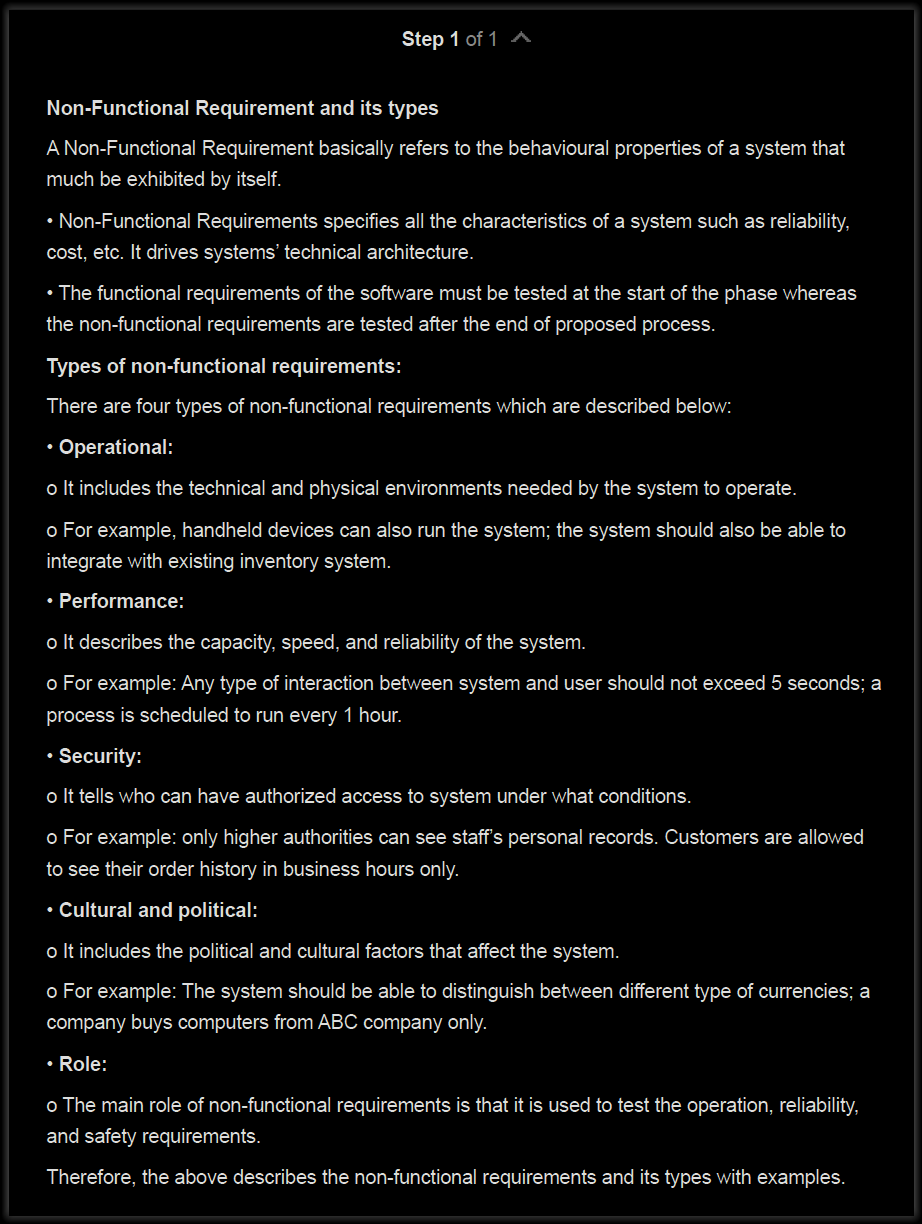 Step 1 of 1
Non-Functional Requirement and its types
A Non-Functional Requirement basically refers to the behavioural properties of a system that
much be exhibited by itself.
• Non-Functional Requirements specifies all the characteristics of a system such as reliability,
cost, etc. It drives systems’ technical architecture.
• The functional requirements of the software must be tested at the start of the phase whereas
the non-functional requirements are tested after the end of proposed process.
Types of non-functional requirements:
There are four types of non-functional requirements which are described below:
• Operational:
o It includes the technical and physical environments needed by the system to operate.
o For example, handheld devices can also run the system; the system should also be able to
integrate with existing inventory system.
• Performance:
o It describes the capacity, speed, and reliability of the system.
o For example: Any type of interaction between system and user should not exceed 5 seconds; a
process is scheduled to run every 1 hour.
• Security:
o It tells who can have authorized access to system under what conditions.
o For example: only higher authorities can see staff’s personal records. Customers are allowed
to see their order history in business hours only.
• Cultural and political:
o It includes the political and cultural factors that affect the system.
o For example: The system should be able to distinguish between different type of currencies; a
company buys computers from ABC company only.
• Role:
o The main role of non-functional requirements is that it is used to test the operation, reliability,
and safety requirements.
Therefore, the above describes the non-functional requirements and its types with examples.